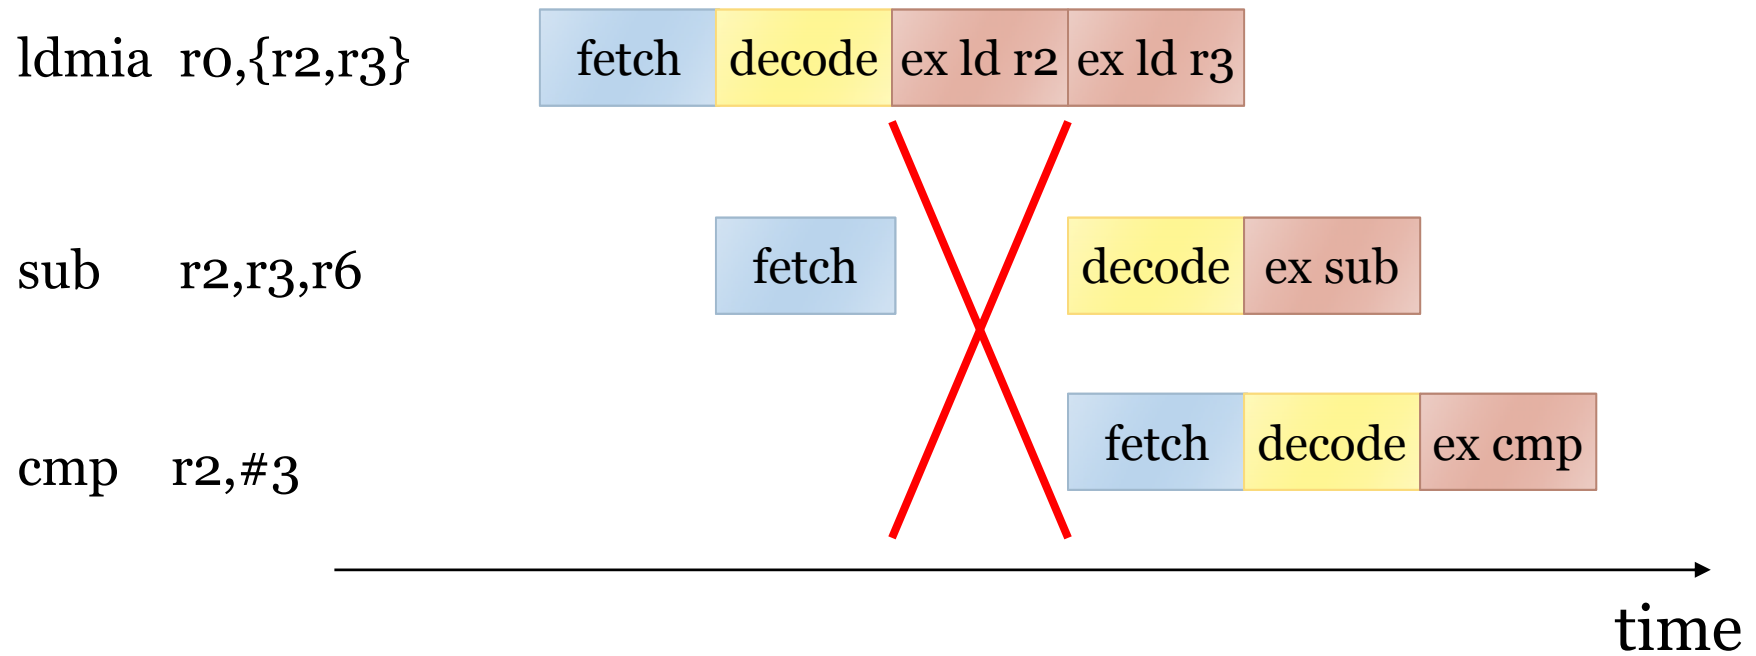 ldmia r0,{r2,r3} fetch decode ex ld r2 ex ld r3
sub r2,r3,r6 fetch decode ex sub
cmp r2,#3 fetch decode ex cmp
time